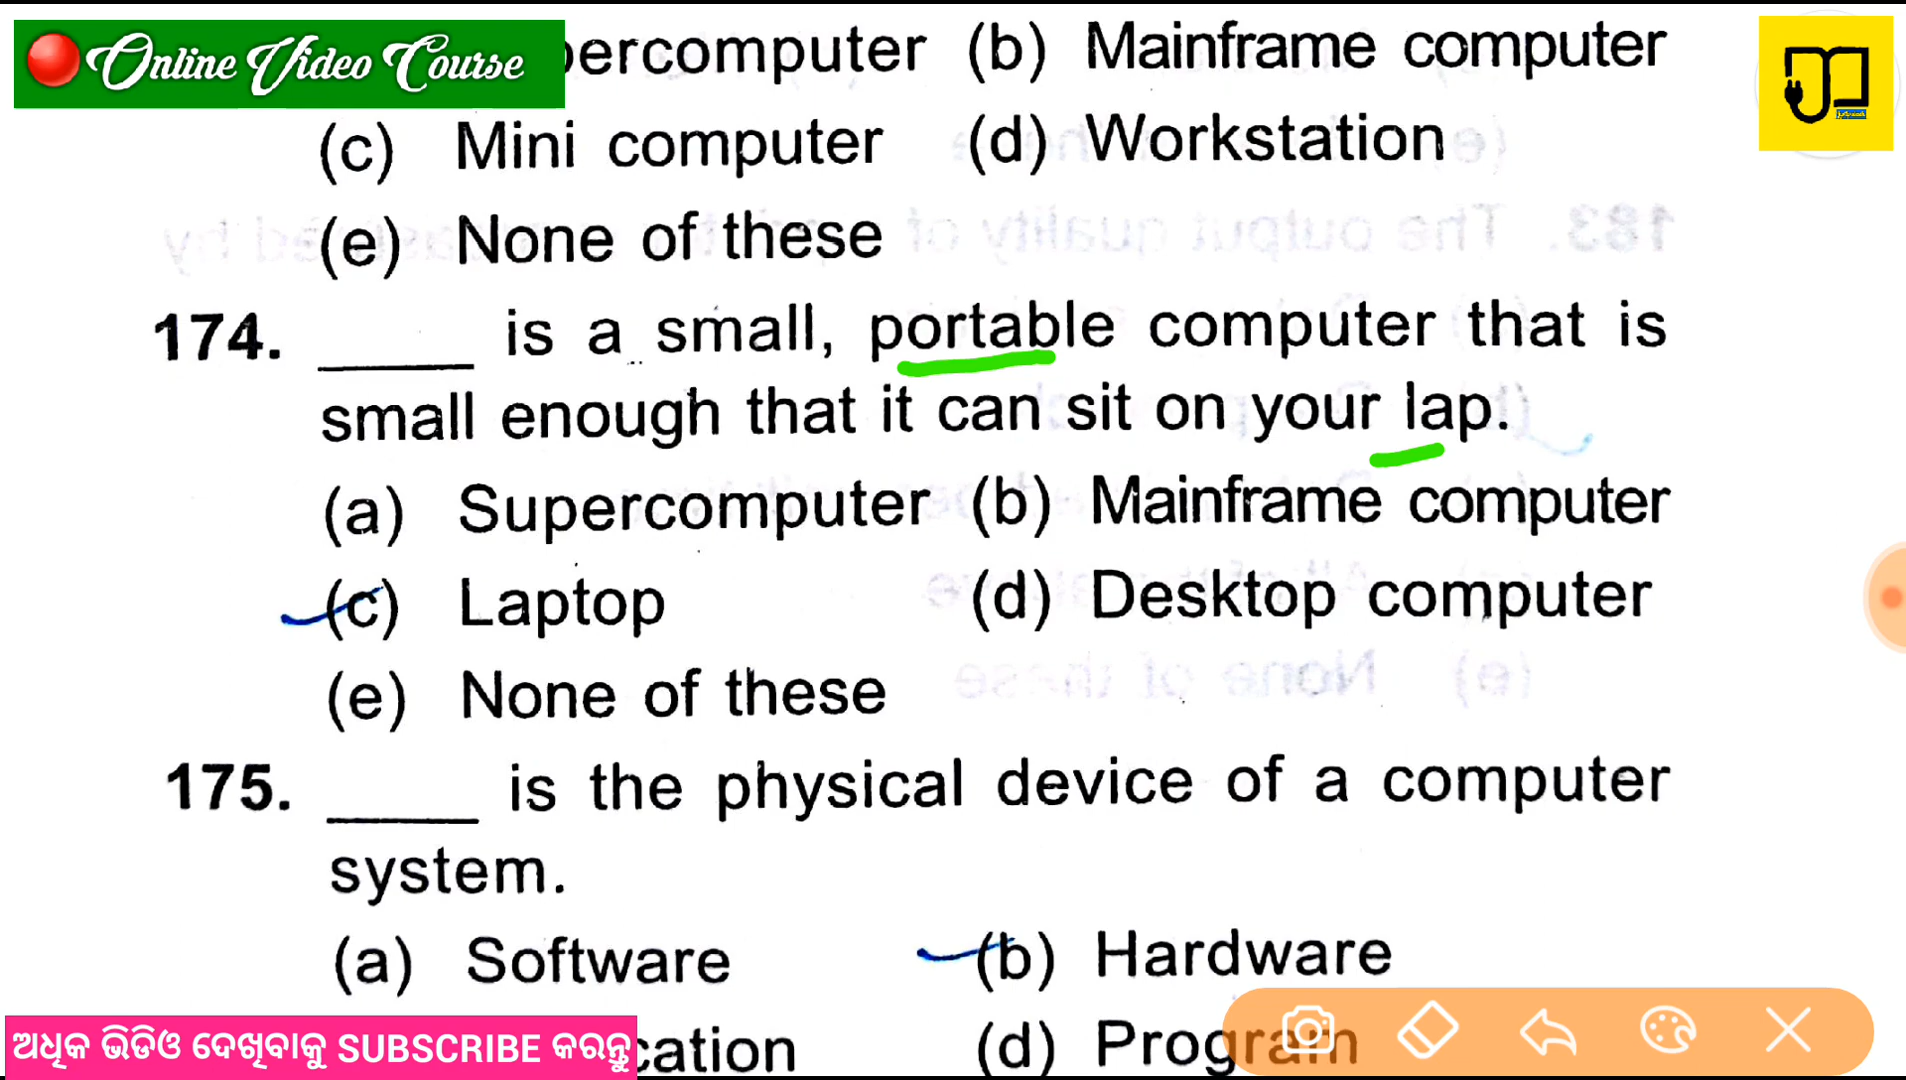 Online Video Course
percomputer (b) Mainframe computer
(c) Mini computer (d) Workstation
(e) None of these
174. _____ is a small, portable computer that is
small enough that it can sit on your lap.
(a) Supercomputer (b) Mainframe computer
(c) Laptop (d) Desktop computer
(e) None of these
175. _____ is the physical device of a computer
system.
(a) Software (b) Hardware
ଅଧିକ ଭିଡିଓ ଦେଖିବାକୁ SUBSCRIBE କରନ୍ତୁ
cation (d) Program